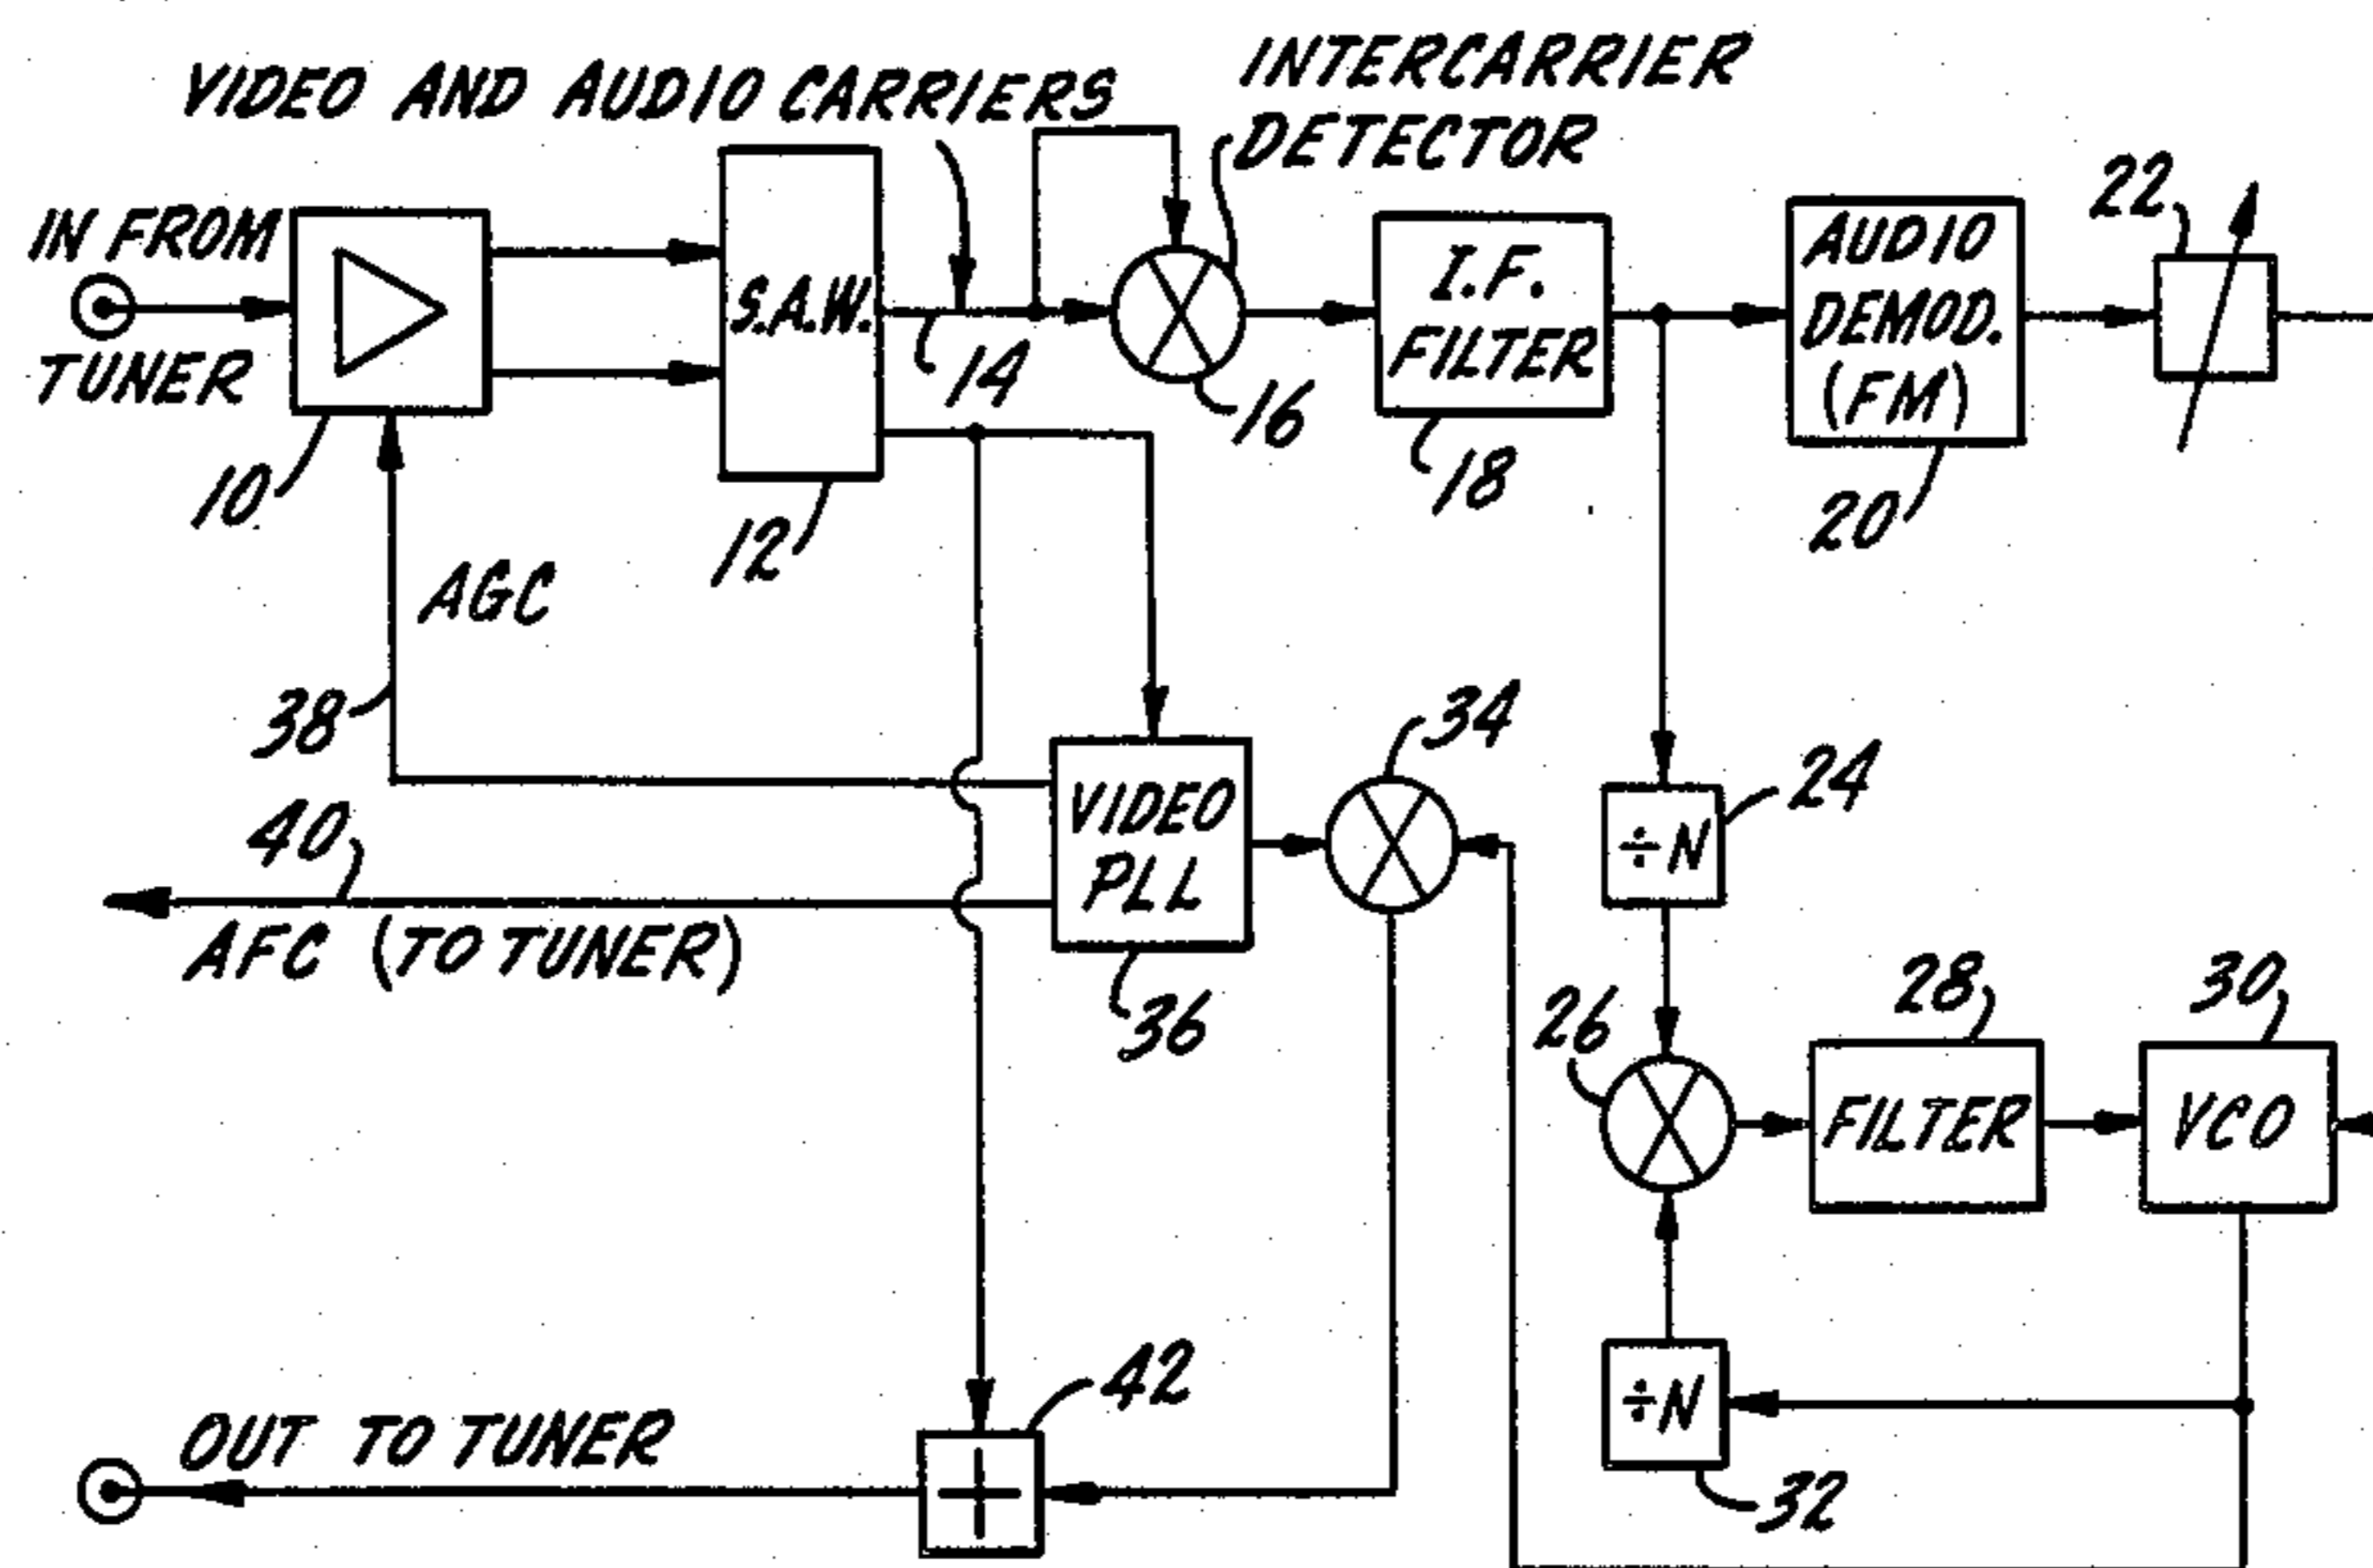 VIDEO AND AUDIO CARRIERS
INTERCARRIER
DETECTOR
IN FROM
TUNER
S.A.W.
I.F.
FILTER
AUDIO
DEMOD.
(FM)
22
14
16
10
12
18
20
AGC
38
34
24
VIDEO
PLL
÷N
40
AFC (TO TUNER)
36
26
28
30
FILTER
VCO
42
÷N
32
OUT TO TUNER
+